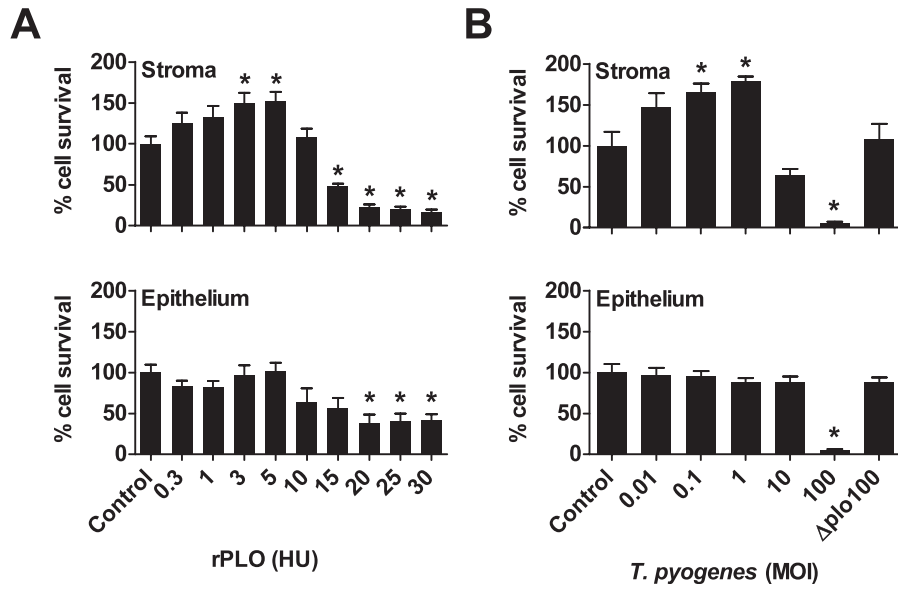 A
% cell survival
200
150
100
50
0
Stroma
* *
*
* * *
% cell survival
200
150
100
50
0
Epithelium
* * *
Control 0.3 1 3 5 10 15 20 25 30
rPLO (HU)
B
% cell survival
200
150
100
50
0
Stroma
* *
*
% cell survival
200
150
100
50
0
Epithelium
*
Control 0.01 0.1 1 10 100 Δplo100
T. pyogenes (MOI)